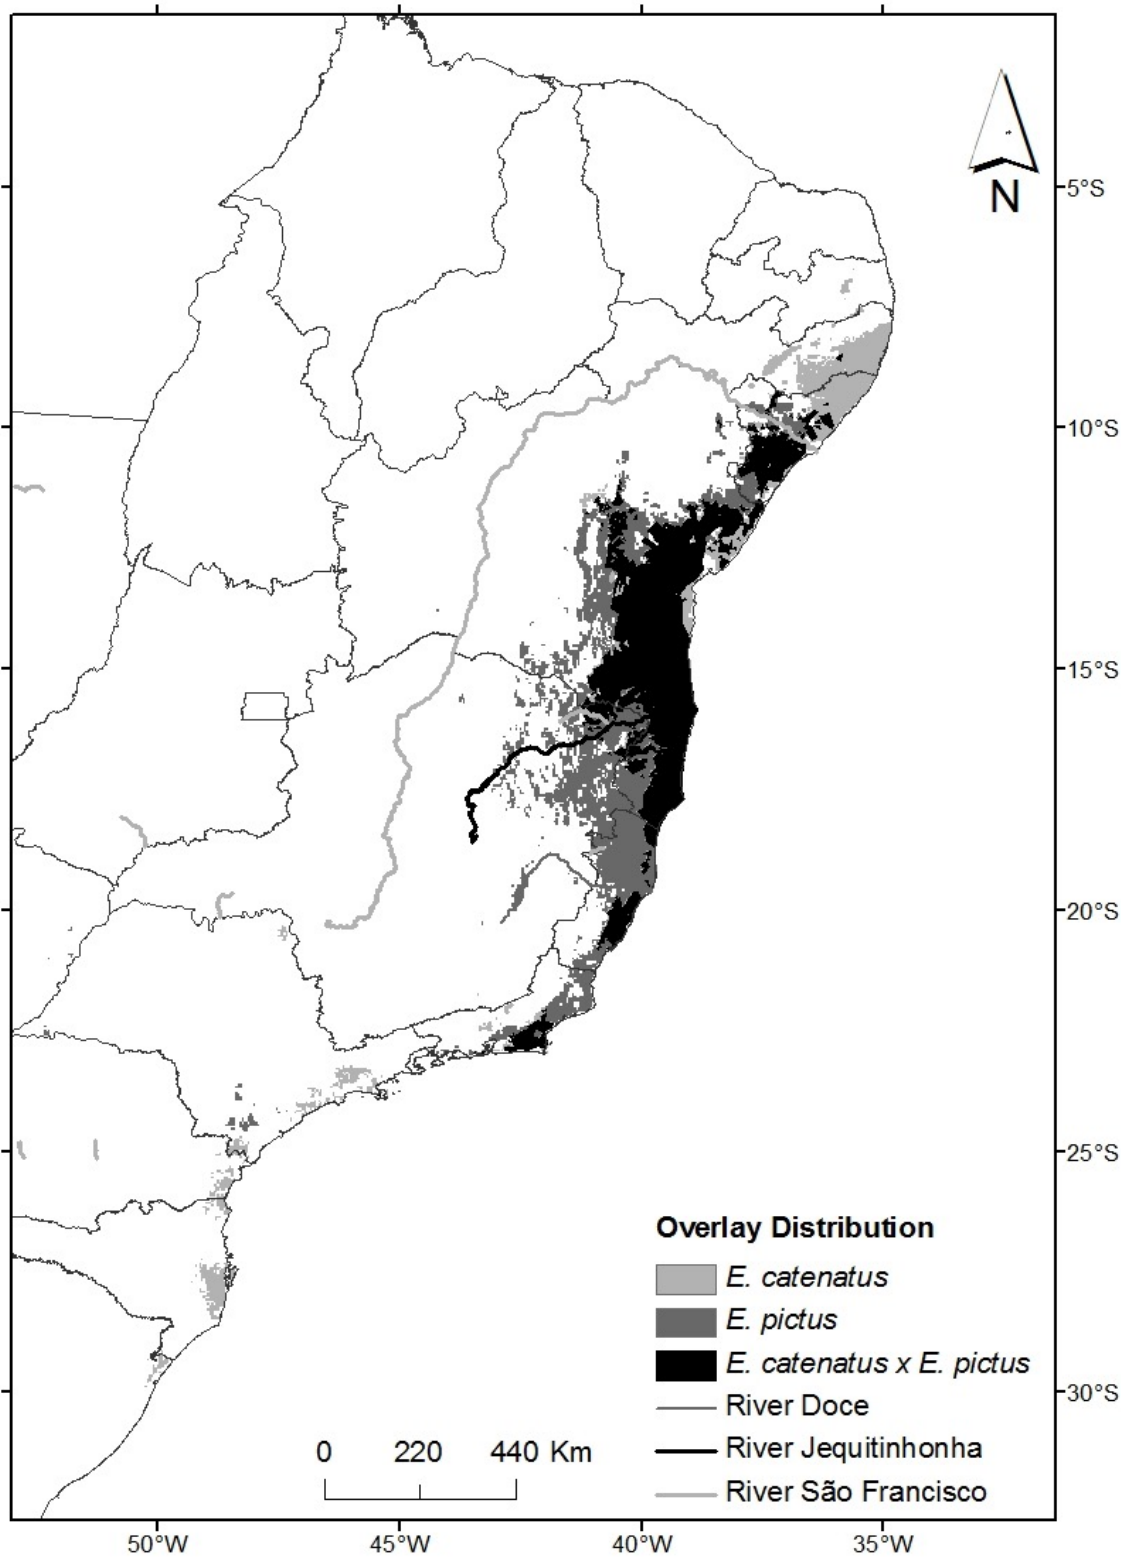 N
5°S
10°S
15°S
20°S
25°S
30°S
Overlay Distribution
E. catenatus
E. pictus
E. catenatus x E. pictus
River Doce
River Jequitinhonha
River São Francisco
0 220 440 Km
50°W 45°W 40°W 35°W